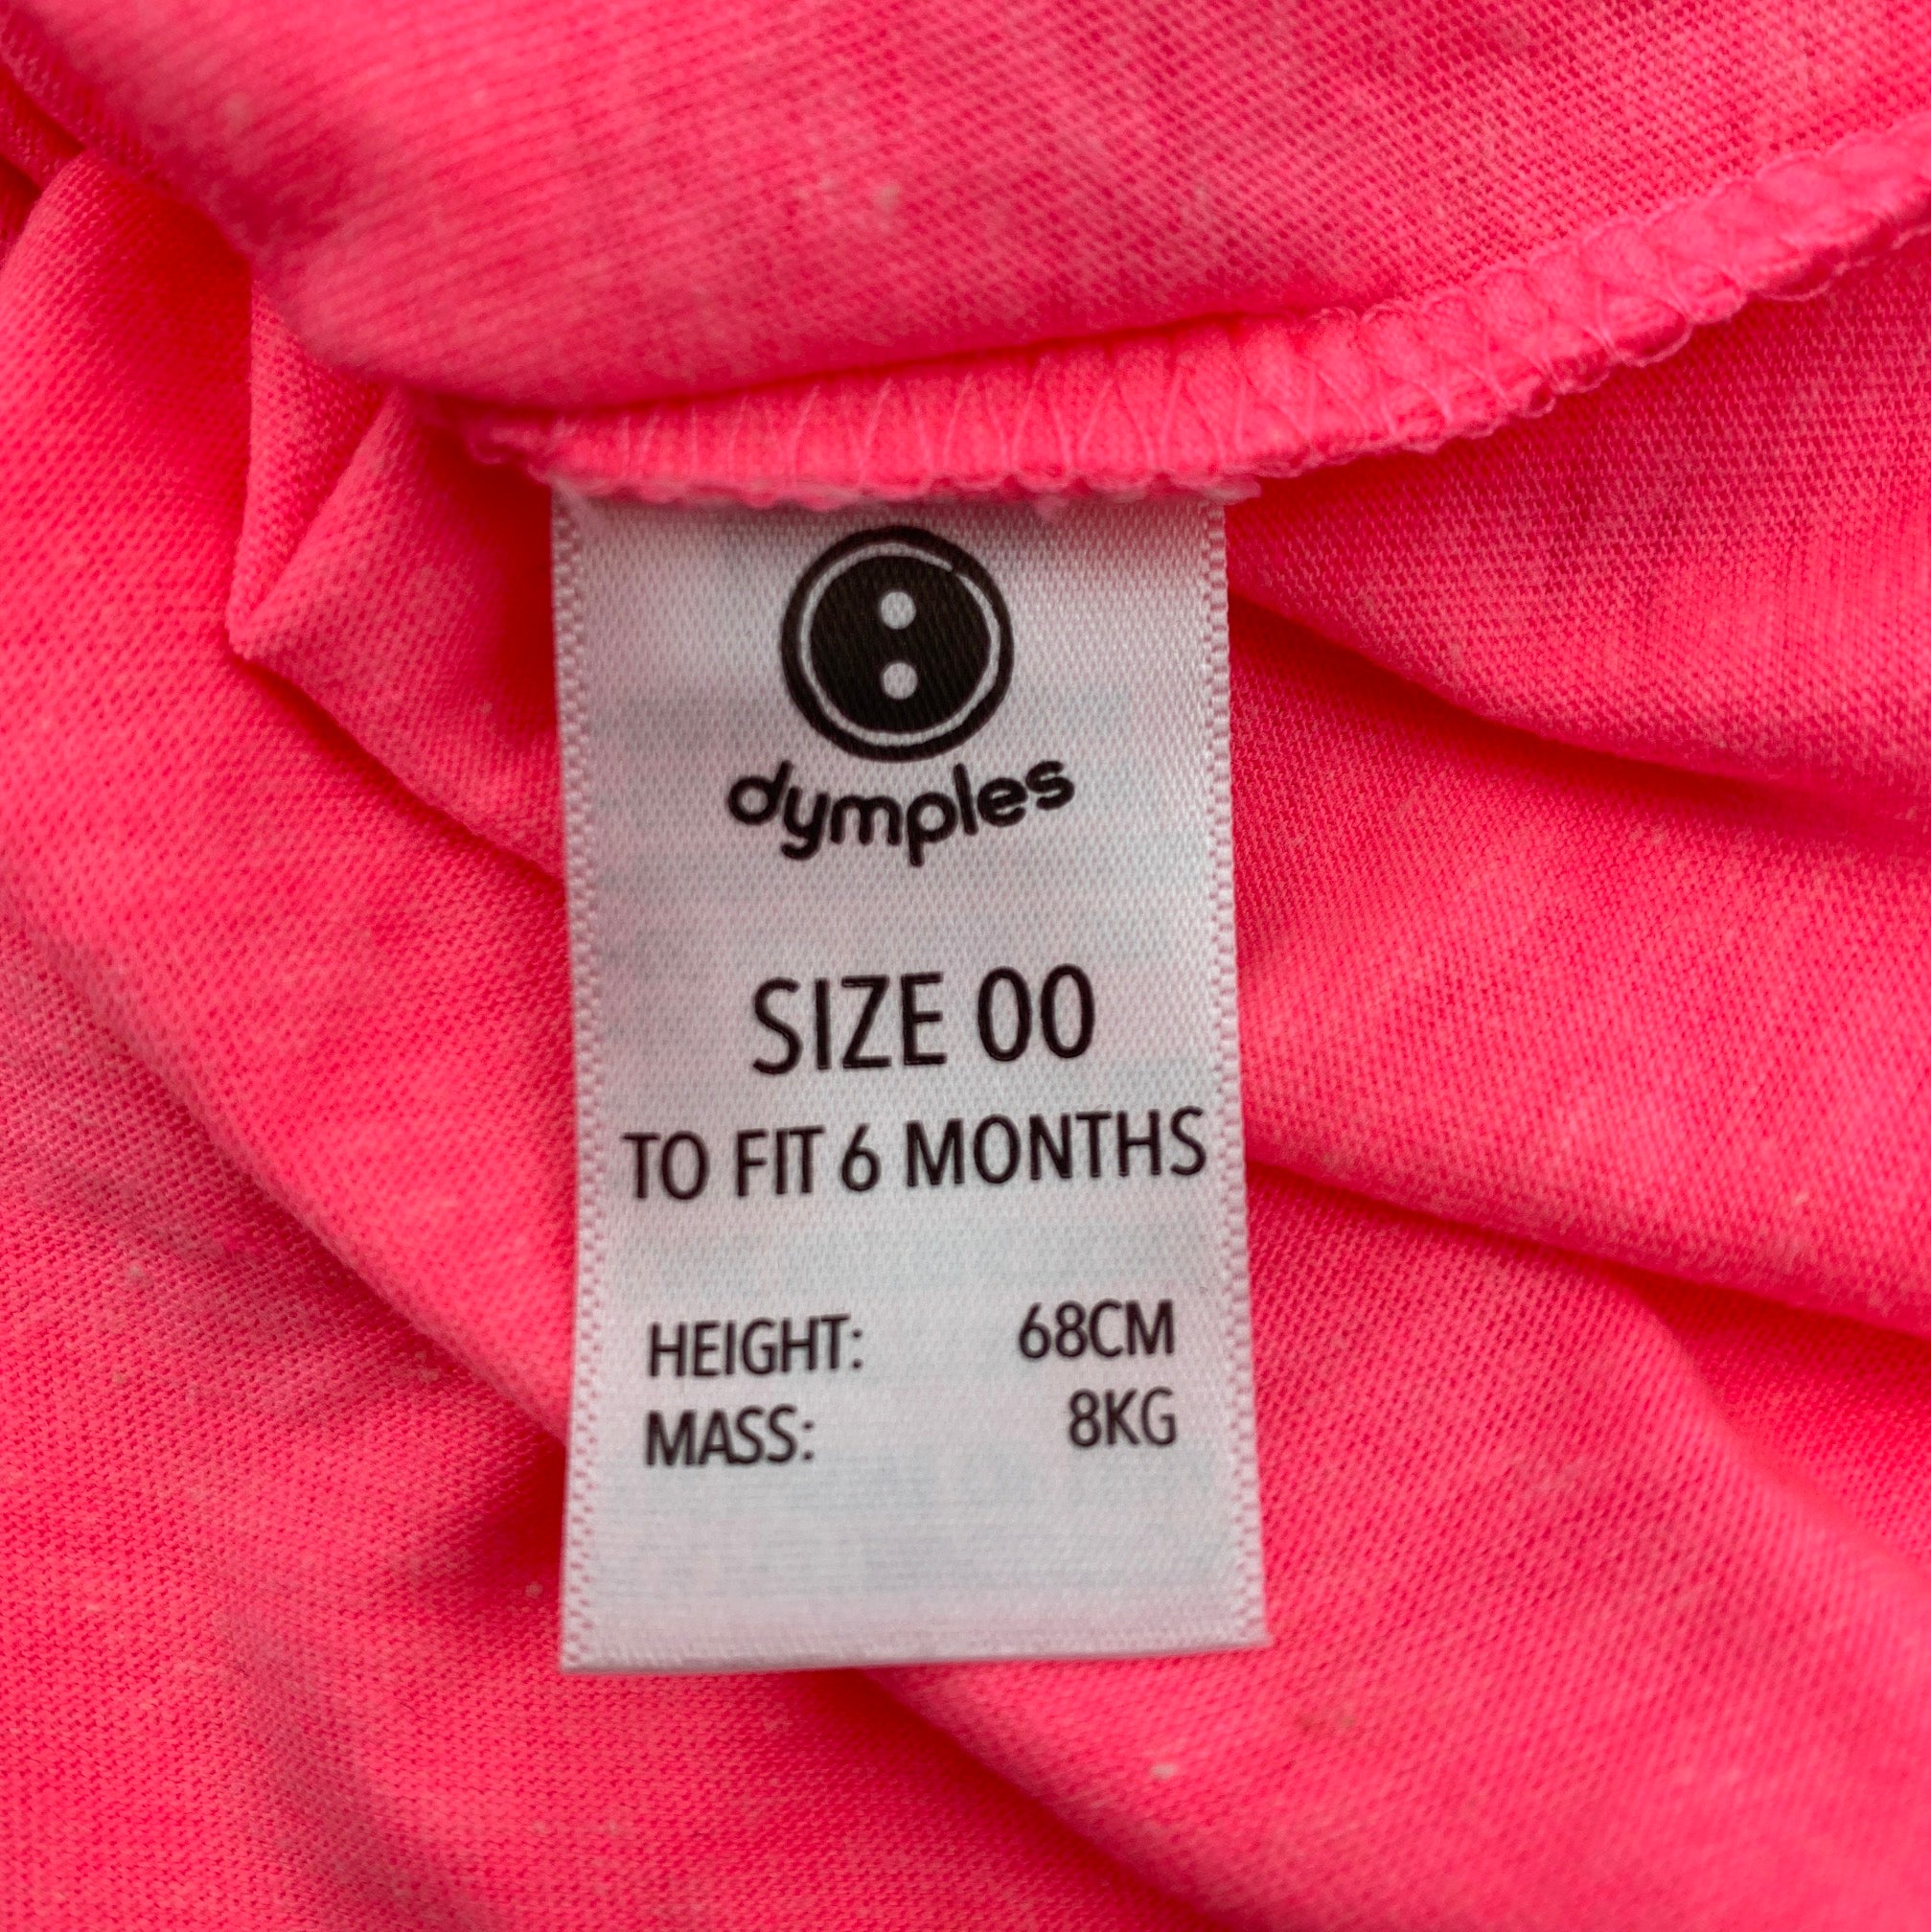 dymples
SIZE 00
TO FIT 6 MONTHS
HEIGHT: 68CM
MASS: 8KG